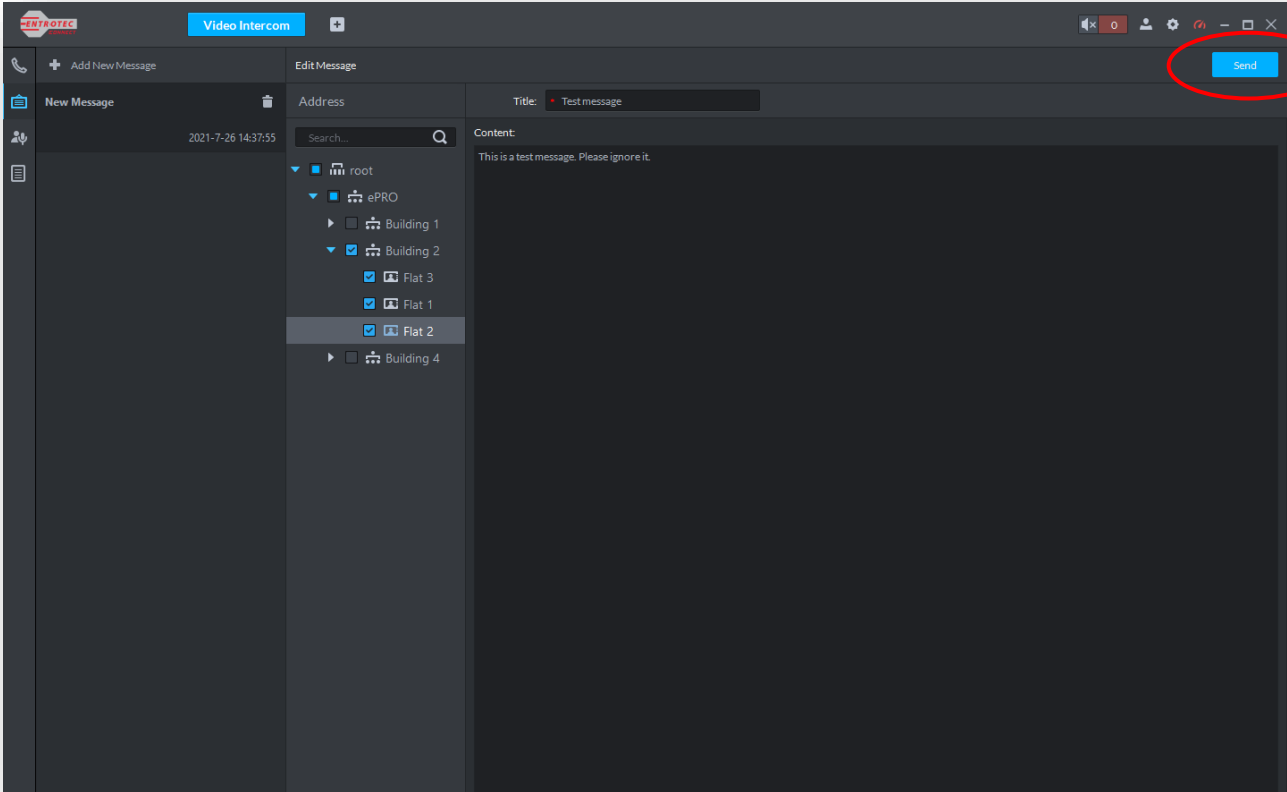 ENTROTEC
CONNECT
Video Intercom
0
Add New Message
Edit Message
Send
New Message
2021-7-26 14:37:55
Address
Search...
root
ePRO
Building 1
Building 2
Flat 3
Flat 1
Flat 2
Building 4
Title: * Test message
Content:
This is a test message. Please ignore it.